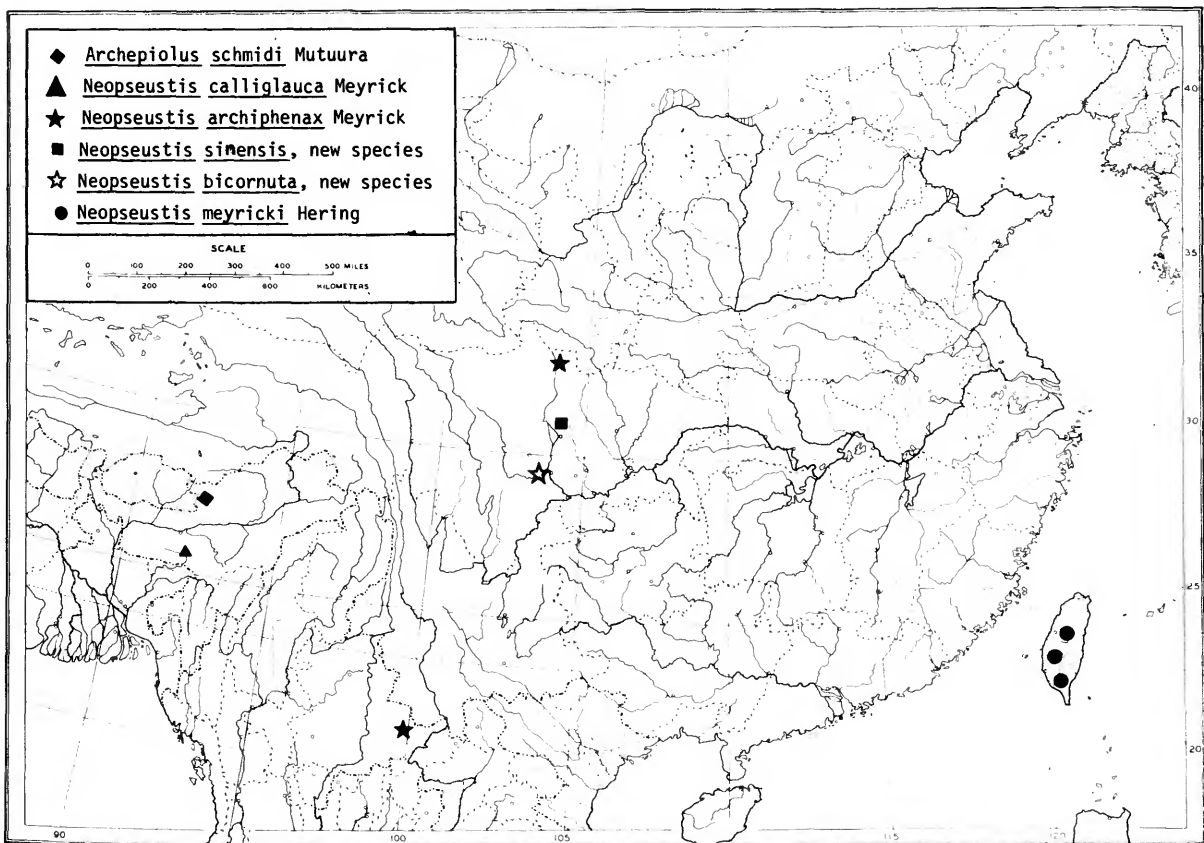 Archepiolus schmidi Mutuura
Neopseustis calliglauca Meyrick
Neopseustis archiphenax Meyrick
Neopseustis sinensis, new species
Neopseustis bicornuta, new species
Neopseustis meyricki Hering
SCALE
0 100 200 300 400 500 MILES
0 200 400 600 KILOMETERS
40
35
30
25
20
90 100 105 115 120